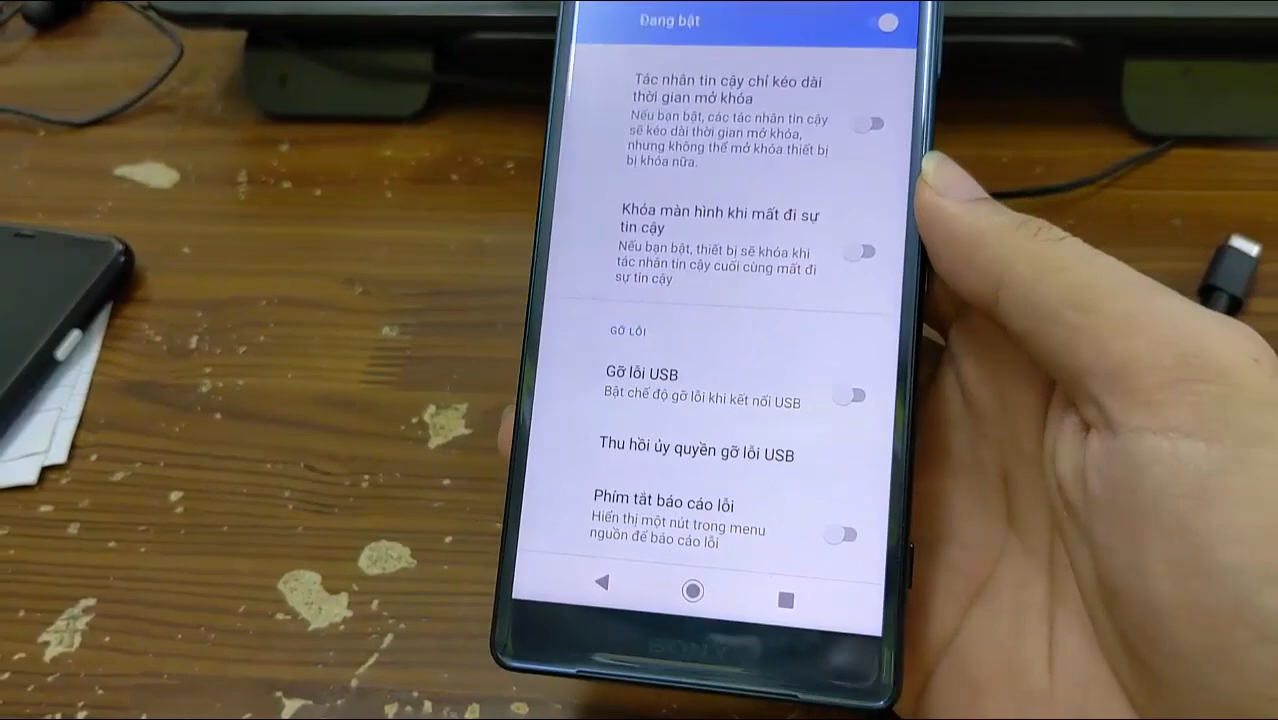 Đang bật
Tác nhân tin cậy chỉ kéo dài
thời gian mở khóa
Nếu bạn bật, các tác nhân tin cậy
sẽ kéo dài thời gian mở khóa,
nhưng không thể mở khóa thiết bị
bị khóa nữa.
Khóa màn hình khi mất đi sự
tin cậy
Nếu bạn bật, thiết bị sẽ khóa khi
tác nhân tin cậy cuối cùng mất đi
sự tin cậy
GỠ LỖI
Gỡ lỗi USB
Bật chế độ gỡ lỗi khi kết nối USB
Thu hồi ủy quyền gỡ lỗi USB
Phím tắt báo cáo lỗi
Hiển thị một nút trong menu
nguồn để báo cáo lỗi
SONY